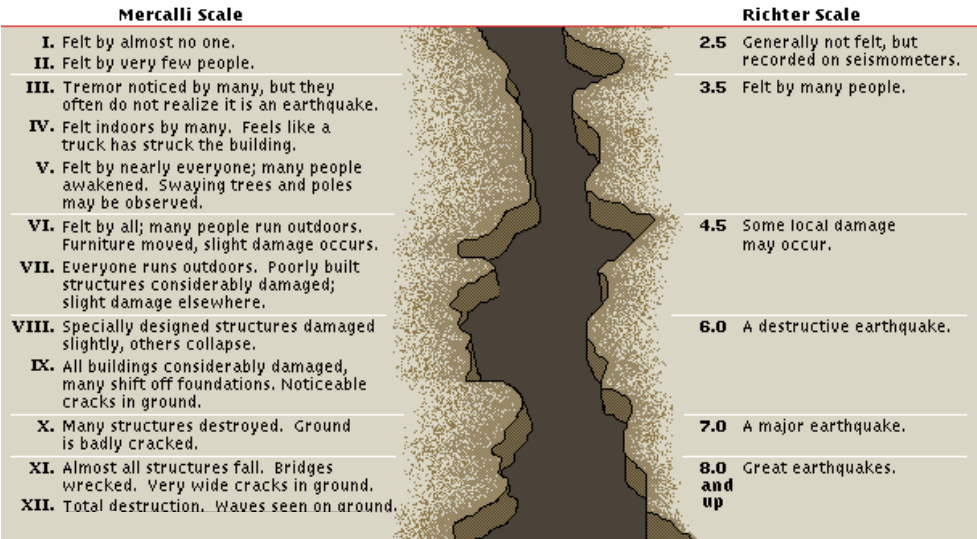 Mercalli Scale
I. Felt by almost no one.
II. Felt by very few people.
III. Tremor noticed by many, but they
often do not realize it is an earthquake.
IV. Felt indoors by many. Feels like a
truck has struck the building.
V. Felt by nearly everyone; many people
awakened. Swaying trees and poles
may be observed.
VI. Felt by all; many people run outdoors.
Furniture moved, slight damage occurs.
VII. Everyone runs outdoors. Poorly built
structures considerably damaged;
slight damage elsewhere.
VIII. Specially designed structures damaged
slightly, others collapse.
IX. All buildings considerably damaged,
many shift off foundations. Noticeable
cracks in ground.
X. Many structures destroyed. Ground
is badly cracked.
XI. Almost all structures fall. Bridges
wrecked. Very wide cracks in ground.
XII. Total destruction. Waves seen on ground.
Richter Scale
2.5 Generally not felt, but
recorded on seismometers.
3.5 Felt by many people.
4.5 Some local damage
may occur.
6.0 A destructive earthquake.
7.0 A major earthquake.
8.0 Great earthquakes.
and
up